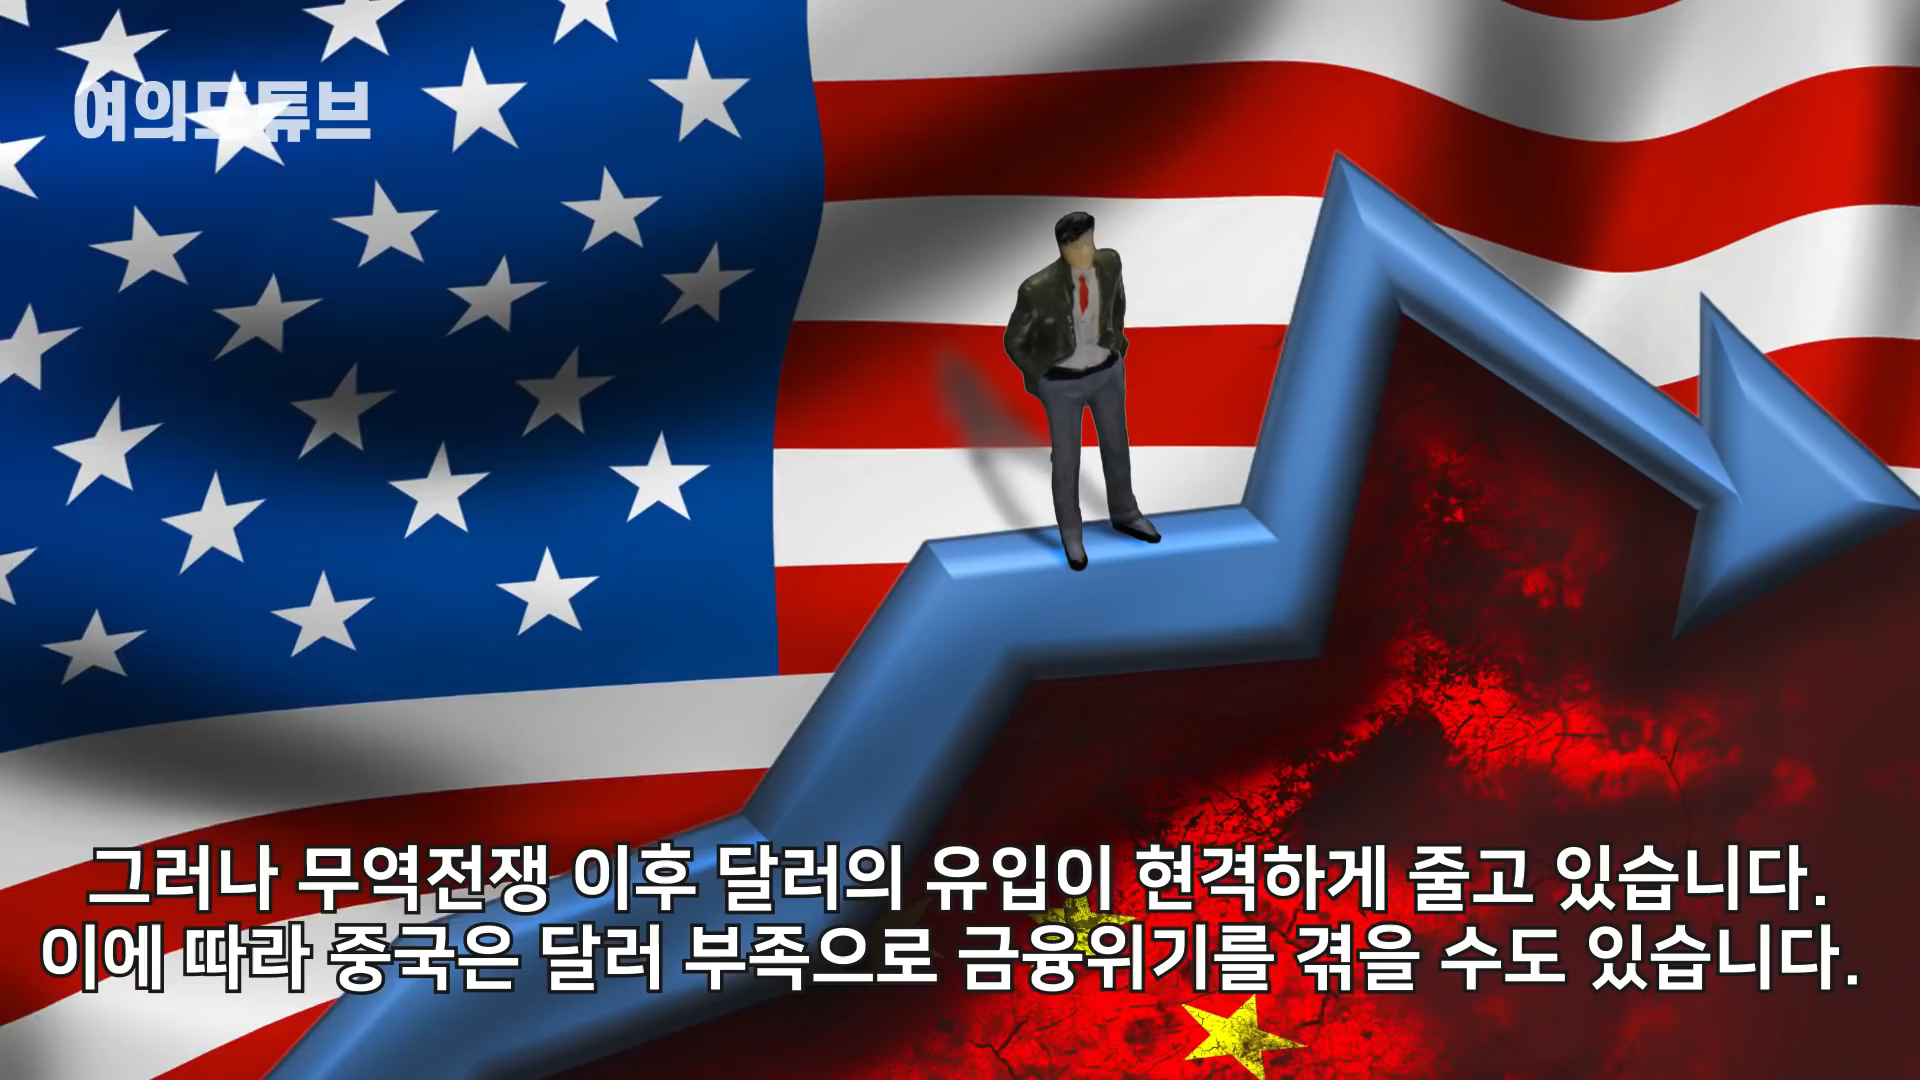 여의도튜브
그러나 무역전쟁 이후 달러의 유입이 현격하게 줄고 있습니다.
이에 따라 중국은 달러 부족으로 금융위기를 겪을 수도 있습니다.